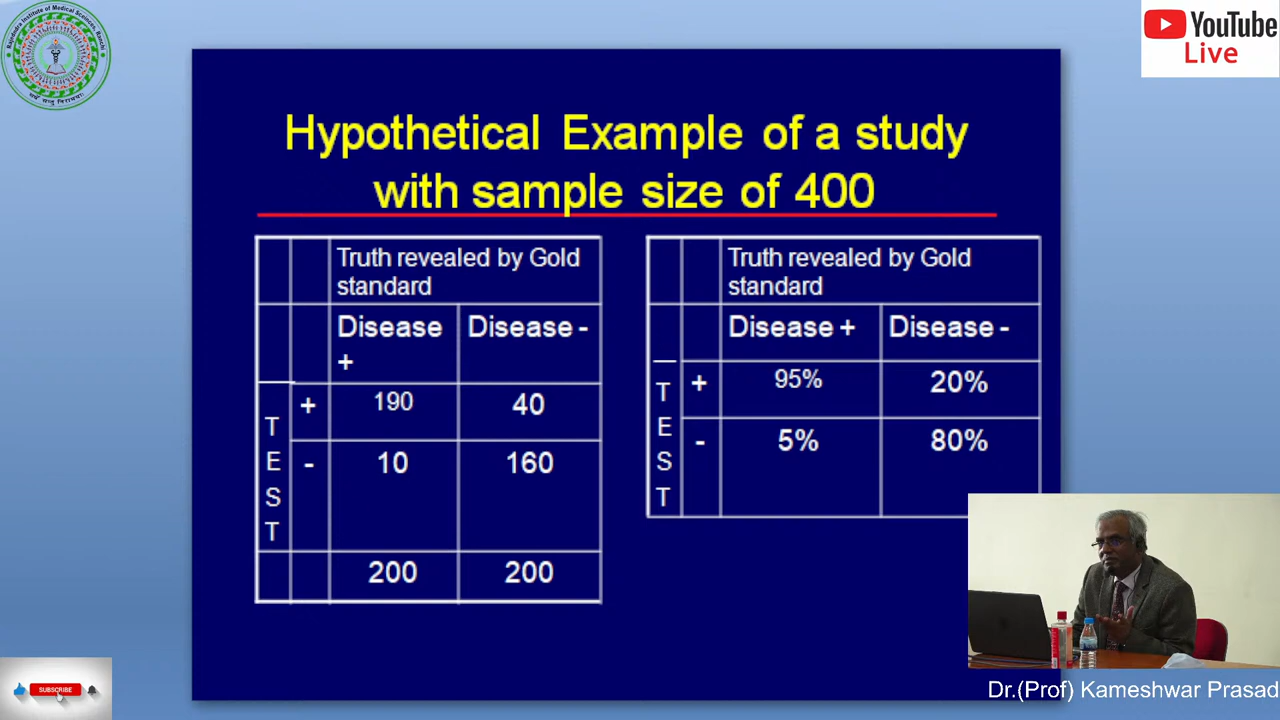 YouTube
Live
Hypothetical Example of a study
with sample size of 400
Truth revealed by Gold
standard
Disease
+
Disease -
T
E
S
T
+
190
40
-
10
160
200
200
Truth revealed by Gold
standard
Disease +
Disease -
T
E
S
T
+
95%
20%
-
5%
80%
SUBSCRIBE
Dr.(Prof) Kameshwar Prasad